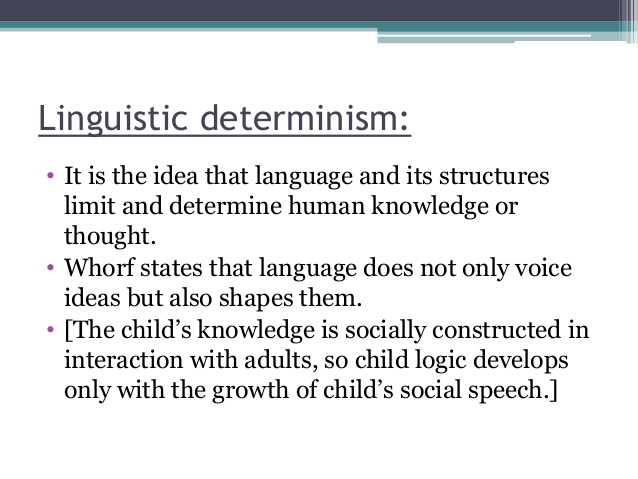 Linguistic determinism:
• It is the idea that language and its structures
limit and determine human knowledge or
thought.
• Whorf states that language does not only voice
ideas but also shapes them.
• [The child’s knowledge is socially constructed in
interaction with adults, so child logic develops
only with the growth of child’s social speech.]